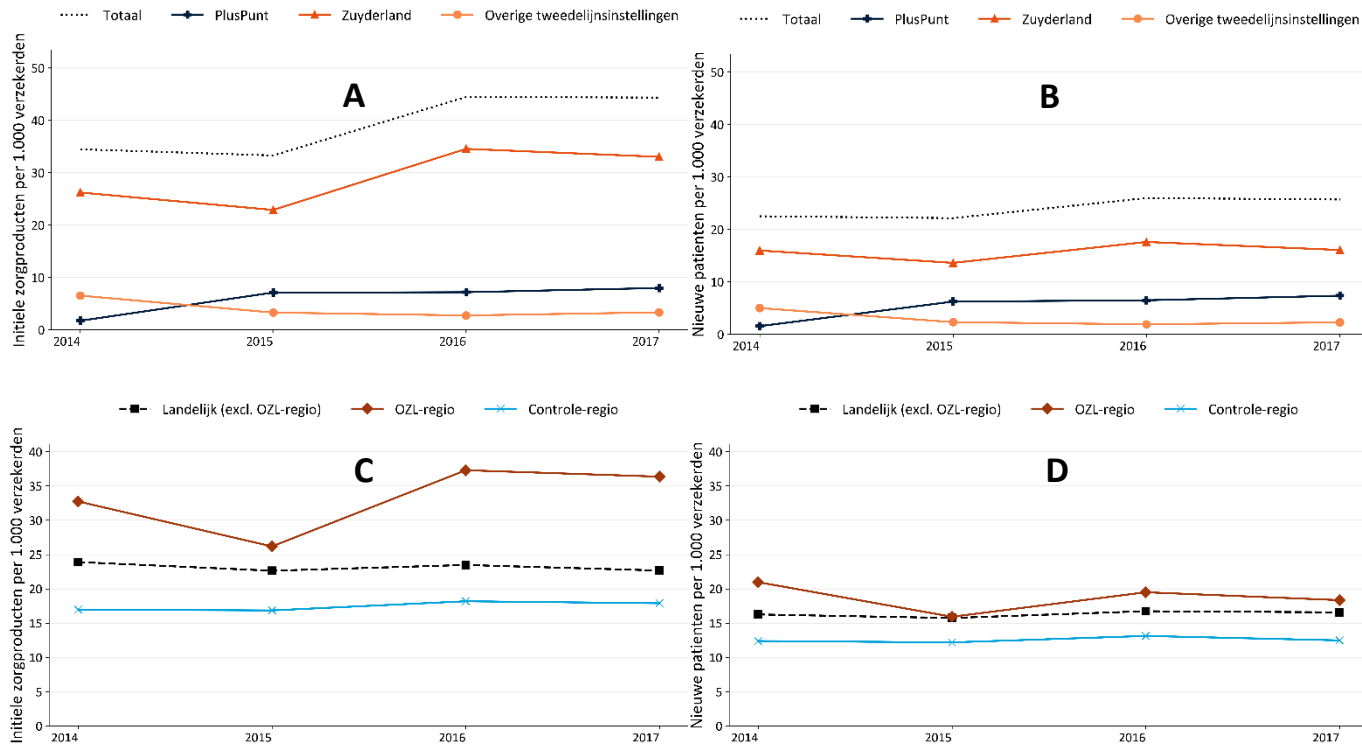 Totaal PlusPunt Zuyderland Overige tweedelijnsinstellingen
Initiele zorgproducten per 1.000 verzekerden
A
50
40
30
20
10
0
2014 2015 2016 2017
Totaal PlusPunt Zuyderland Overige tweedelijnsinstellingen
Nieuwe patienten per 1.000 verzekerden
B
50
40
30
20
10
0
2014 2015 2016 2017
Landelijk (excl. OZL-regio) OZL-regio Controle-regio
Initiele zorgproducten per 1.000 verzekerden
C
40
35
30
25
20
15
10
5
0
2014 2015 2016 2017
Landelijk (excl. OZL-regio) OZL-regio Controle-regio
Nieuwe patienten per 1.000 verzekerden
D
40
35
30
25
20
15
10
5
0
2014 2015 2016 2017